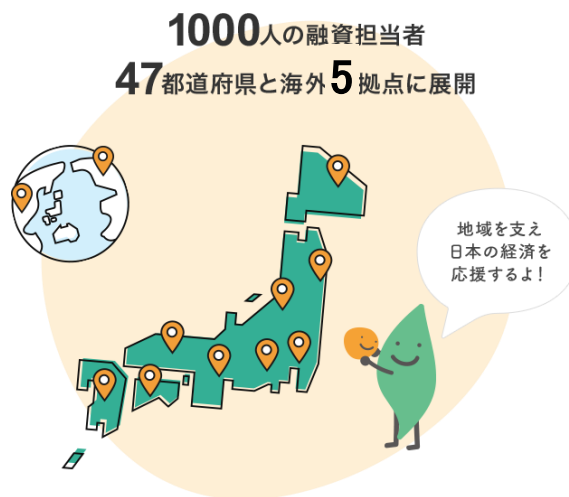 1000人の融資担当者
47都道府県と海外5拠点に展開
地域を支え
日本の経済を
応援するよ！